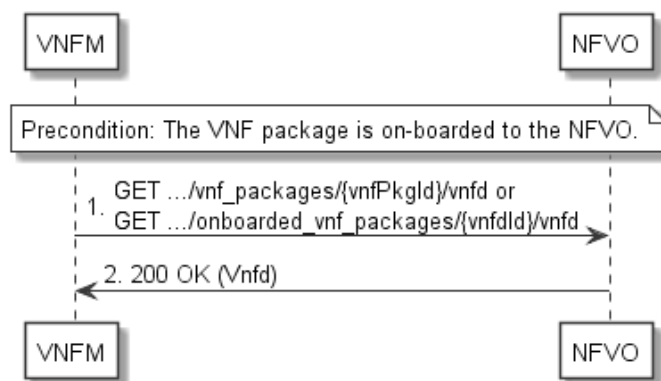 VNFM
NFVO
Precondition: The VNF package is on-boarded to the NFVO.
1. GET .../vnf_packages/{vnfPkgId}/vnfd or
GET .../onboarded_vnf_packages/{vnfdId}/vnfd
2. 200 OK (Vnfd)
VNFM
NFVO